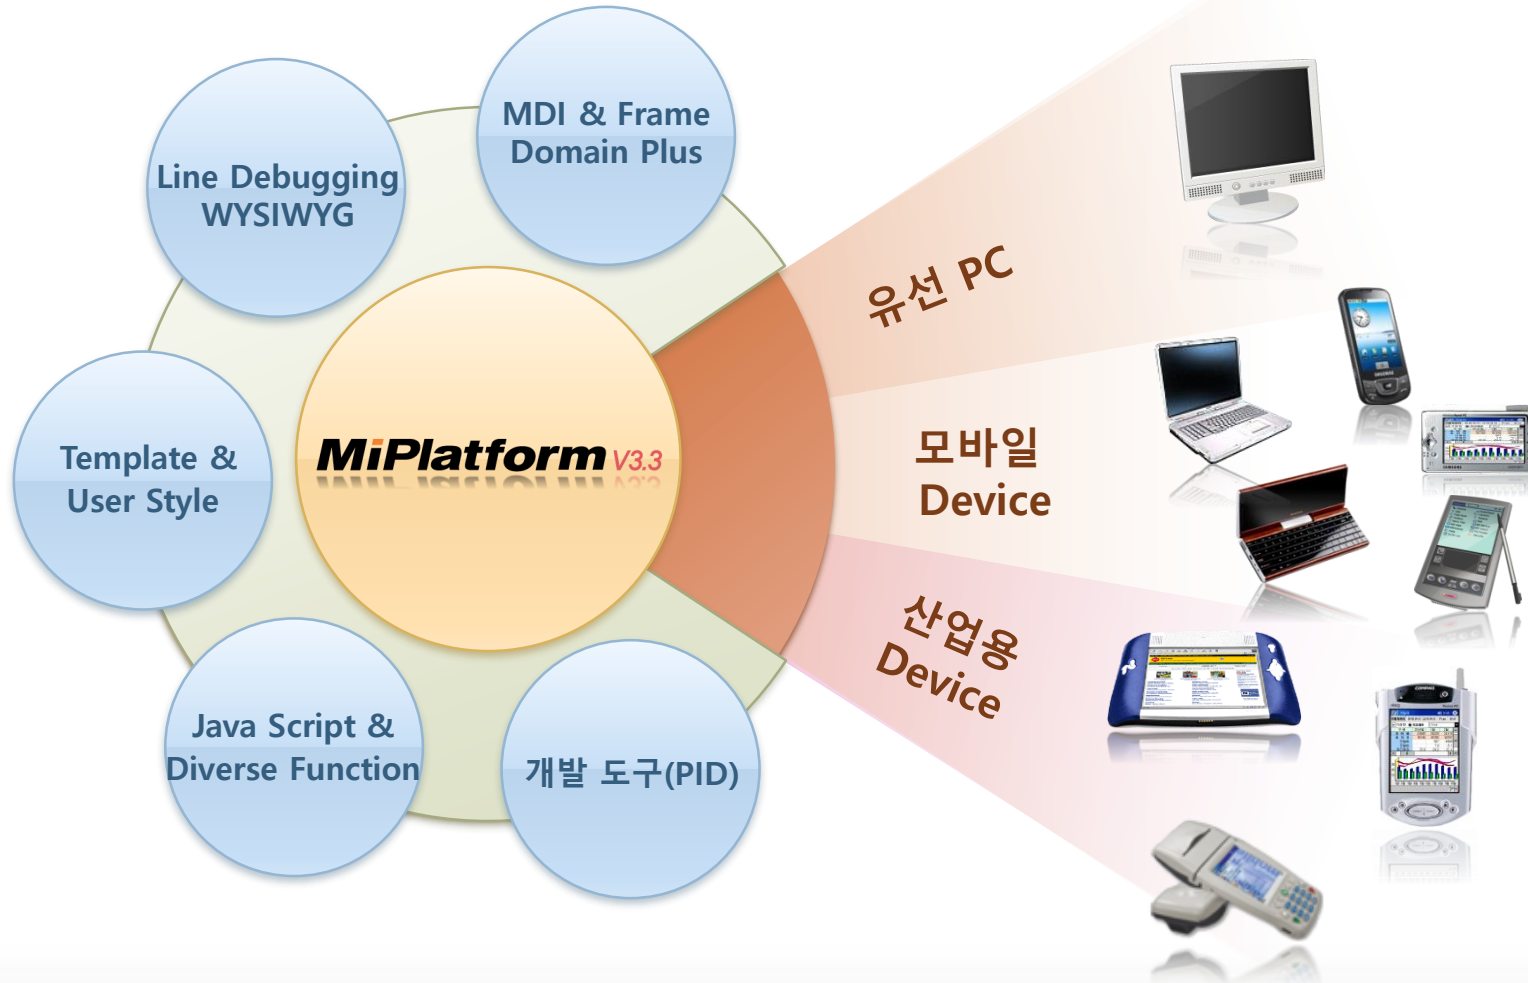 MDI & Frame
Domain Plus
Line Debugging
WYSIWYG
Template &
User Style
Java Script &
Diverse Function
개발 도구(PID)
MiPlatform V3.3
유선 PC
모바일
Device
산업용
Device